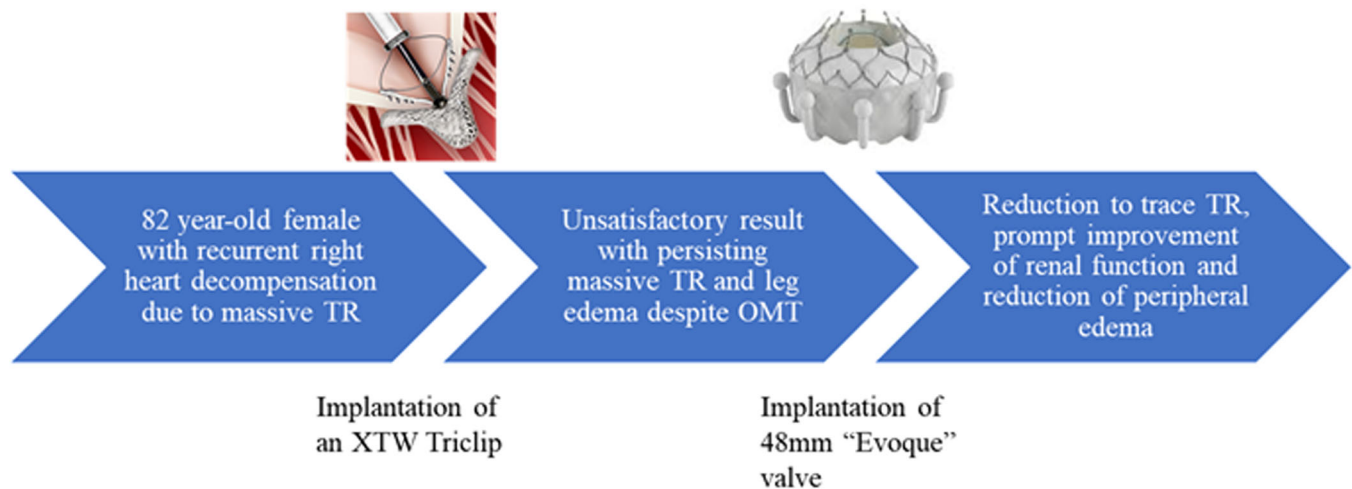 82 year-old female
with recurrent right
heart decompensation
due to massive TR
Implantation of
an XTW Triclip
Unsatisfactory result
with persisting
massive TR and leg
edema despite OMT
Implantation of
48mm “Evoque”
valve
Reduction to trace TR,
prompt improvement
of renal function and
reduction of peripheral
edema